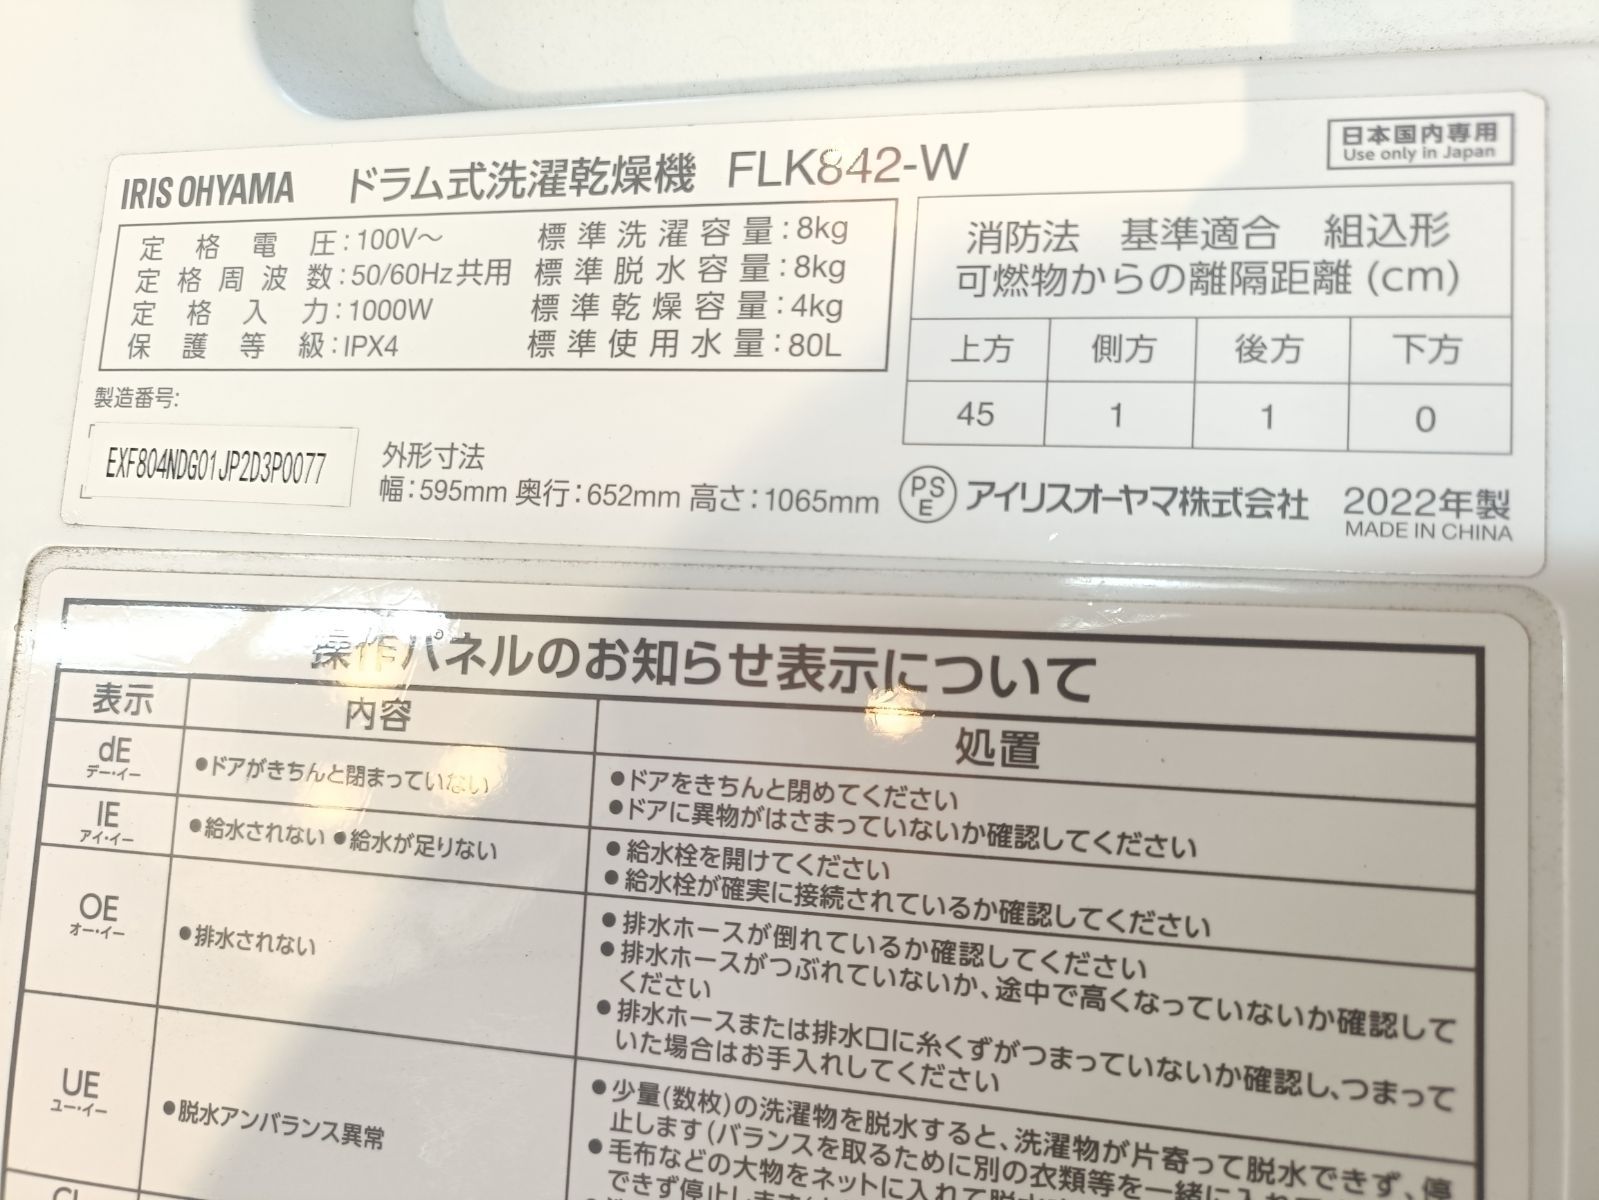 IRIS OHYAMA ドラム式洗濯乾燥機 FLK842-W
日本国内専用
Use only in Japan
定格電圧:100V～ 標準洗濯容量:8kg
定格周波数:50/60Hz共用 標準脱水容量:8kg
定格入力:1000W 標準乾燥容量:4kg
保護等級:IPX4 標準使用水量:80L
消防法 基準適合 組込形
可燃物からの離隔距離(cm)
上方 側方 後方 下方
45 1 1 0
製造番号:
EXF804NDG01JP2D3P0077
外形寸法
幅:595mm 奥行:652mm 高さ:1065mm
PSE アイリスオーヤマ株式会社 2022年製
MADE IN CHINA
操作パネルのお知らせ表示について
表示 内容 処置
dE
デー・イー
●ドアがきちんと閉まっていない
●ドアをきちんと閉めてください
●ドアに異物がはさまっていないか確認してください
IE
アイ・イー
●給水されない ●給水が足りない
●給水栓を開けてください
●給水栓が確実に接続されているか確認してください
OE
オー・イー
●排水されない
●排水ホースが倒れているか確認してください
●排水ホースがつぶれていないか、途中で高くなっていないか確認して
ください
●排水ホースまたは排水口に糸くずがつまっていないか確認し、つまって
いた場合はお手入れしてください
UE
ユー・イー
●脱水アンバランス異常
●少量(数枚)の洗濯物を脱水すると、洗濯物が片寄って脱水できず、停
止します(バランスを取るために別の衣類等を一緒に入れ
●毛布などの大物をネットに入れて脱水
できず停止します